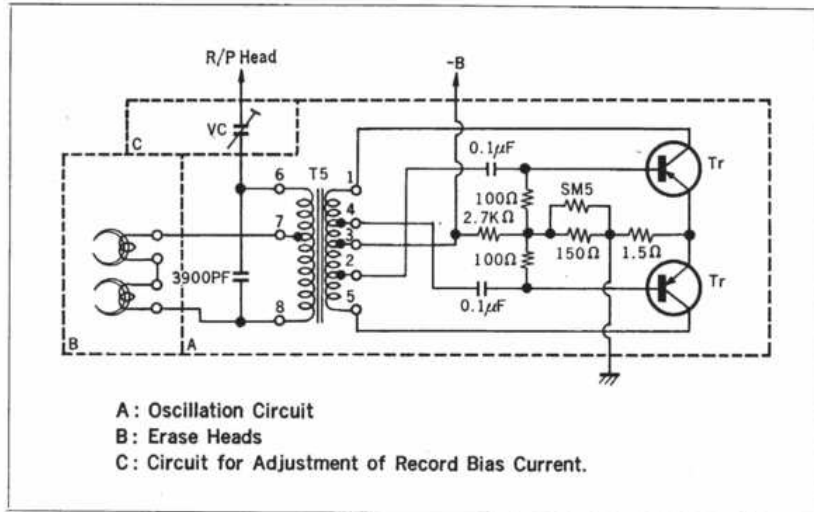 R/P Head
-B
VC
C
0.1μF
Tr
6
T5
1
100Ω
SM5
7
4
2.7KΩ
3
150Ω
1.5Ω
3900PF
2
100Ω
Tr
8
5
0.1μF
B
A
A: Oscillation Circuit
B: Erase Heads
C: Circuit for Adjustment of Record Bias Current.